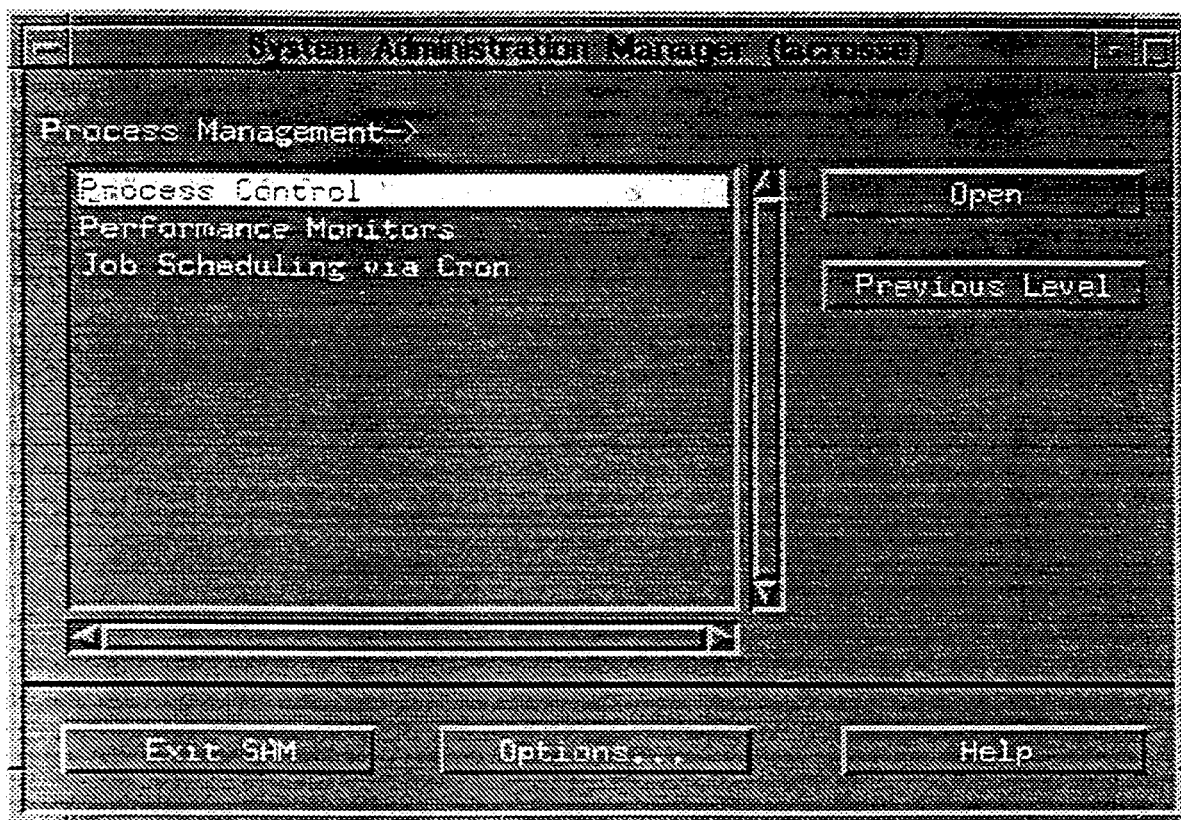 System Administration Manager (lacrosse)
Process Management->
Process Control
Performance Monitors
Job Scheduling via Cron
Open
Previous Level
Exit SAM
Options...
Help